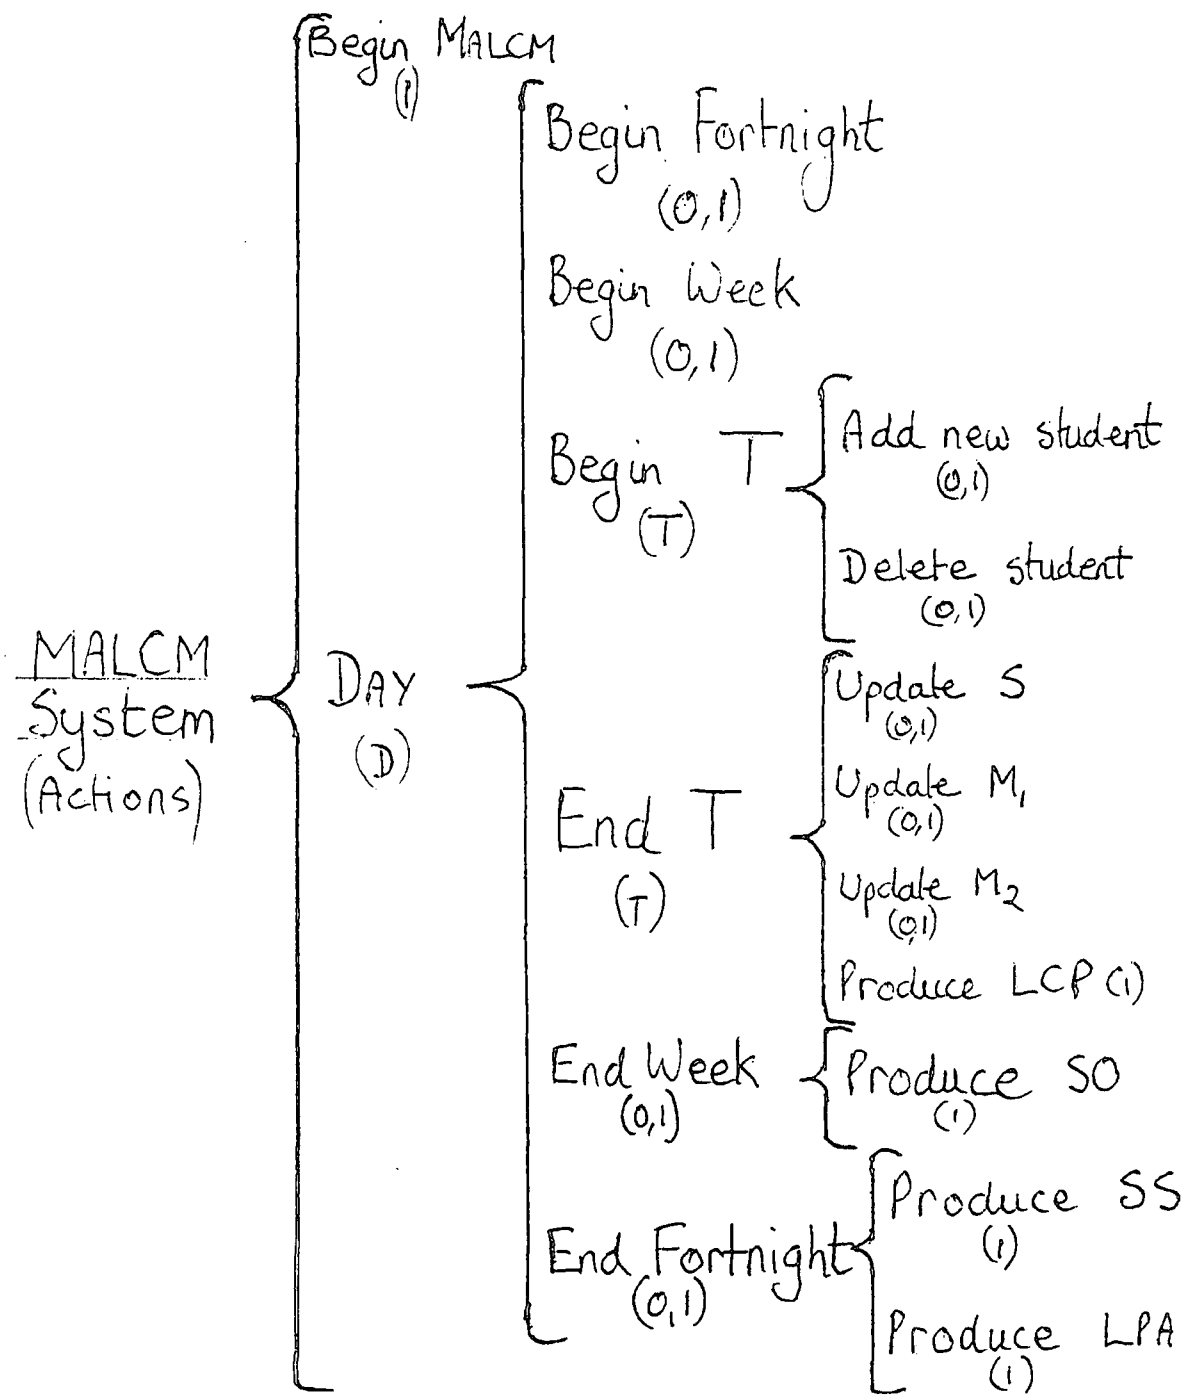 Begin MALCM
(1)
Begin Fortnight
(0,1)
Begin Week
(0,1)
Begin T
(T)
Add new student
(0,1)
Delete student
(0,1)
MALCM
System
(Actions)
DAY
(D)
End T
(T)
Update S
(0,1)
Update M1
(0,1)
Update M2
(0,1)
Produce LCP (1)
End Week
(0,1)
Produce SO
(1)
End Fortnight
(0,1)
Produce SS
(1)
Produce LPA
(1)